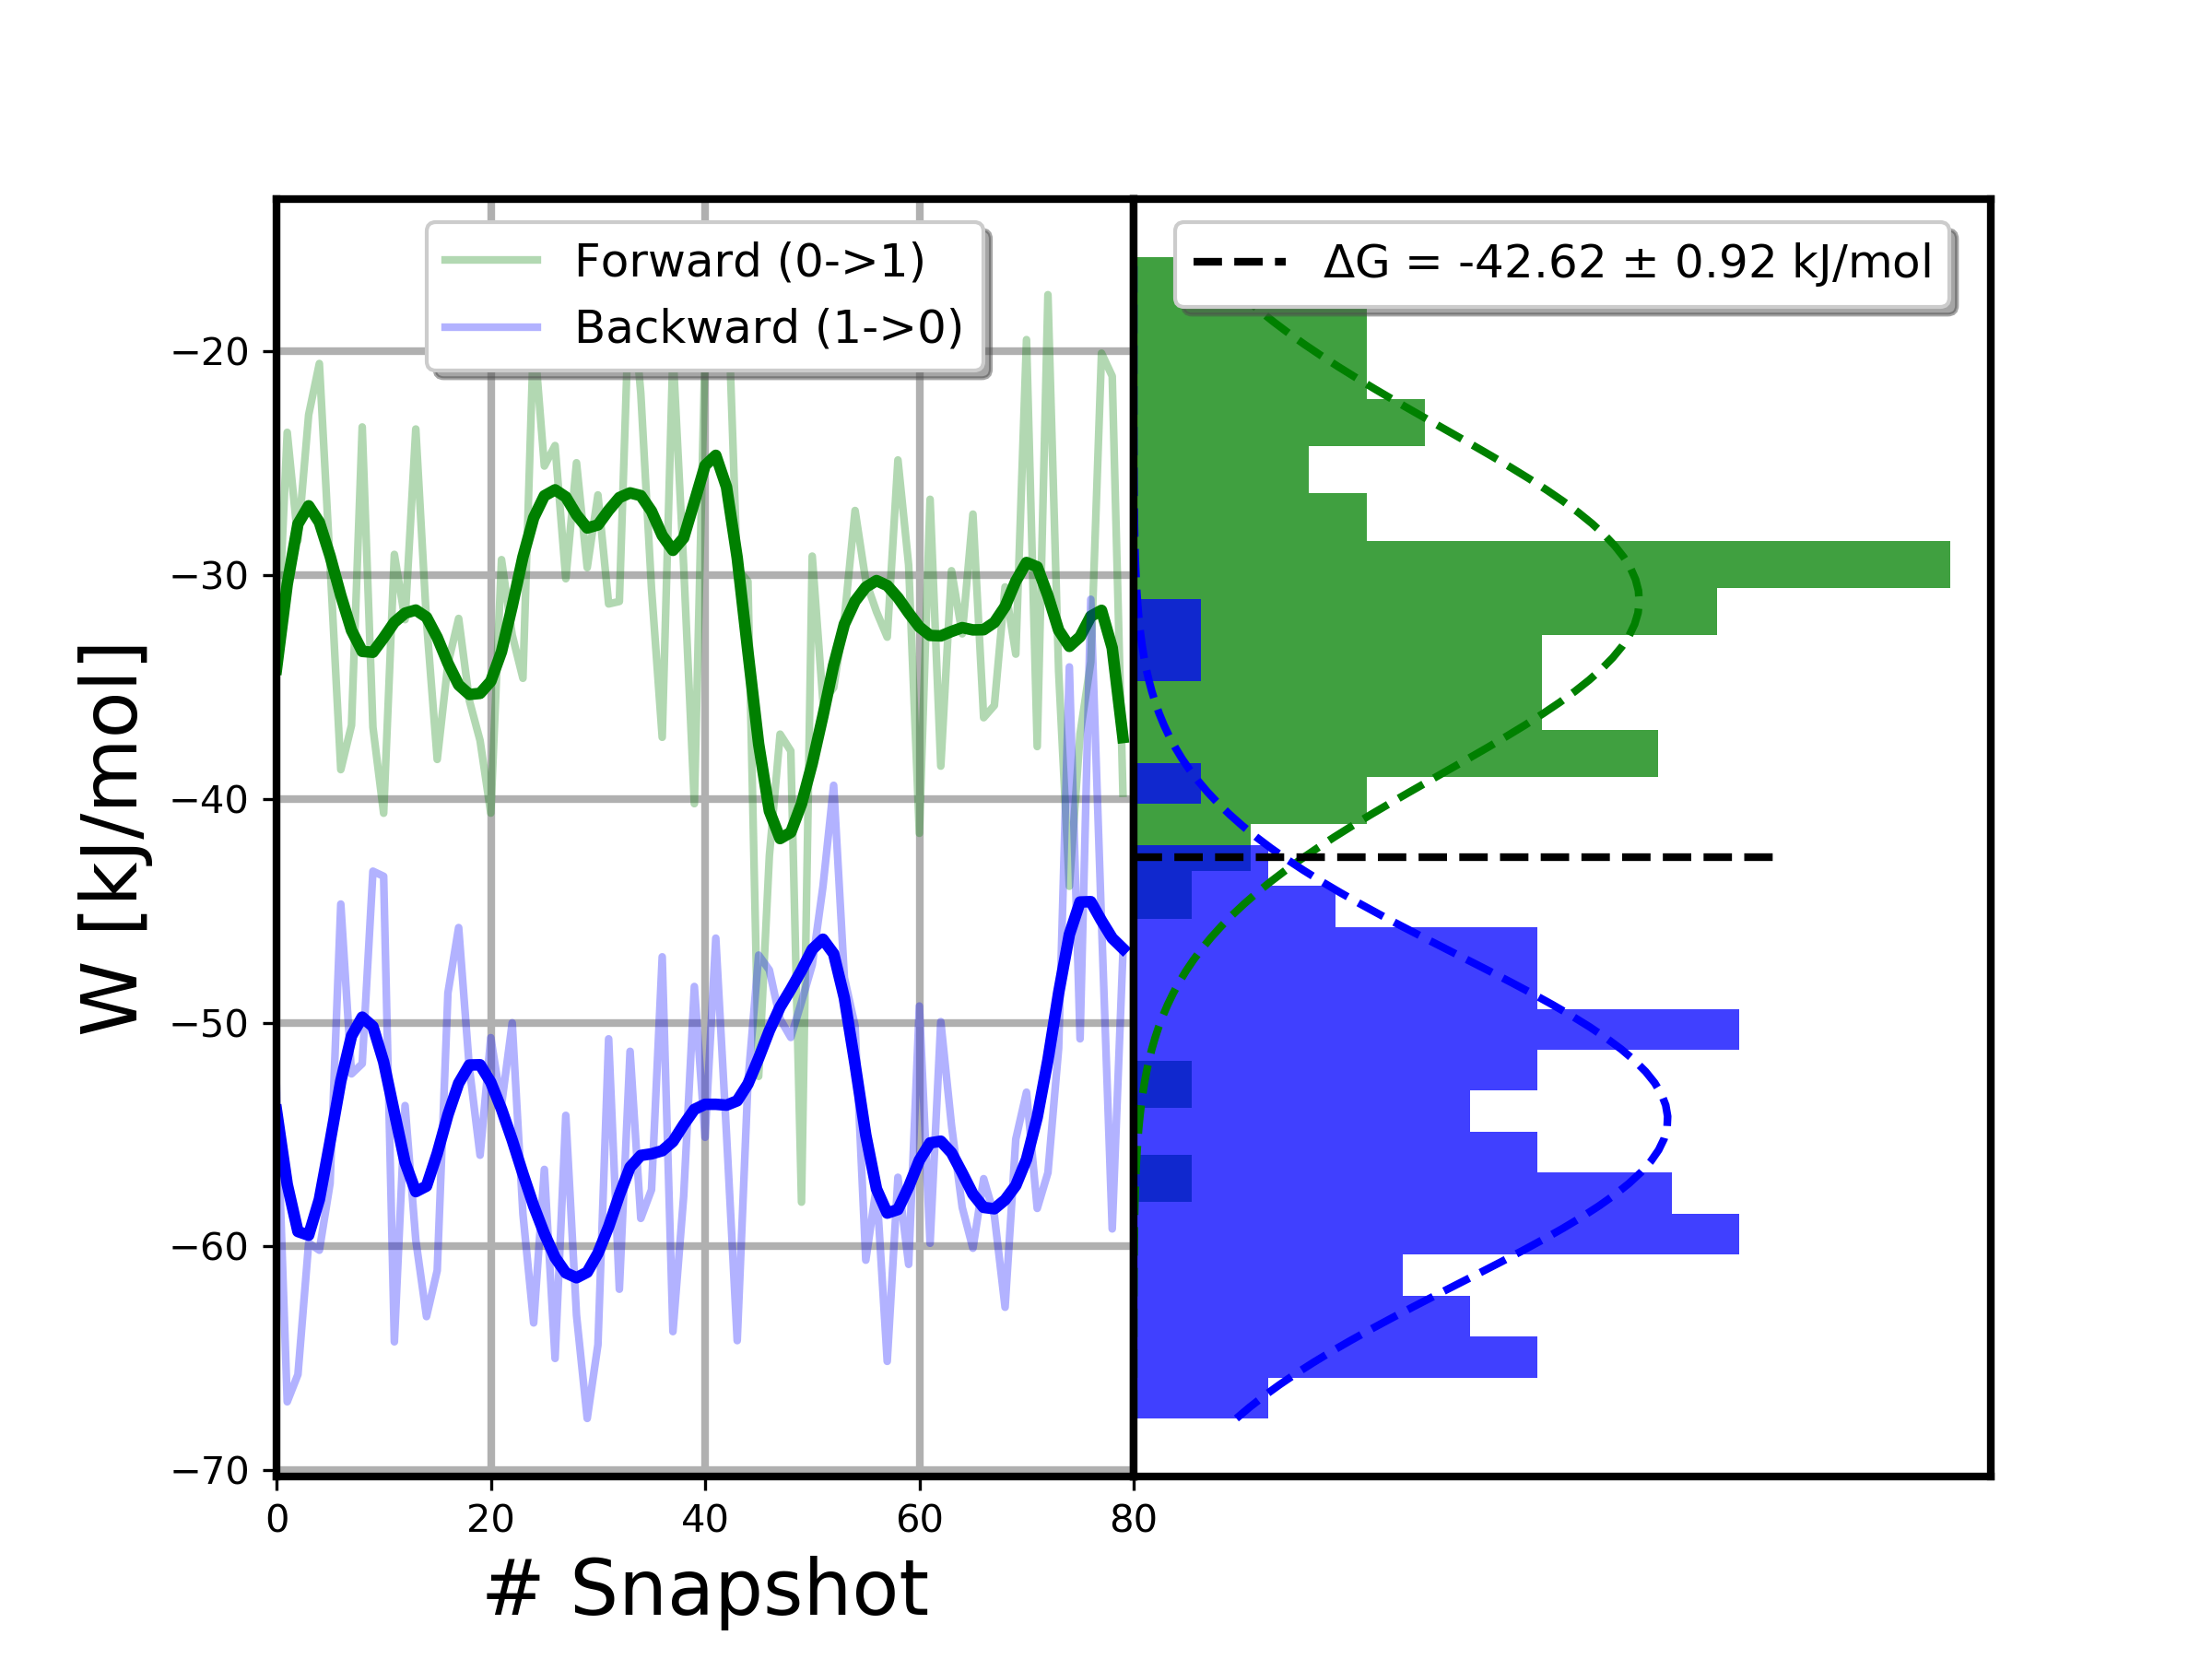 Forward (0->1)
Backward (1->0)
ΔG = -42.62 ± 0.92 kJ/mol
−20
−30
−40
−50
−60
−70
W [kJ/mol]
0 20 40 60 80
# Snapshot